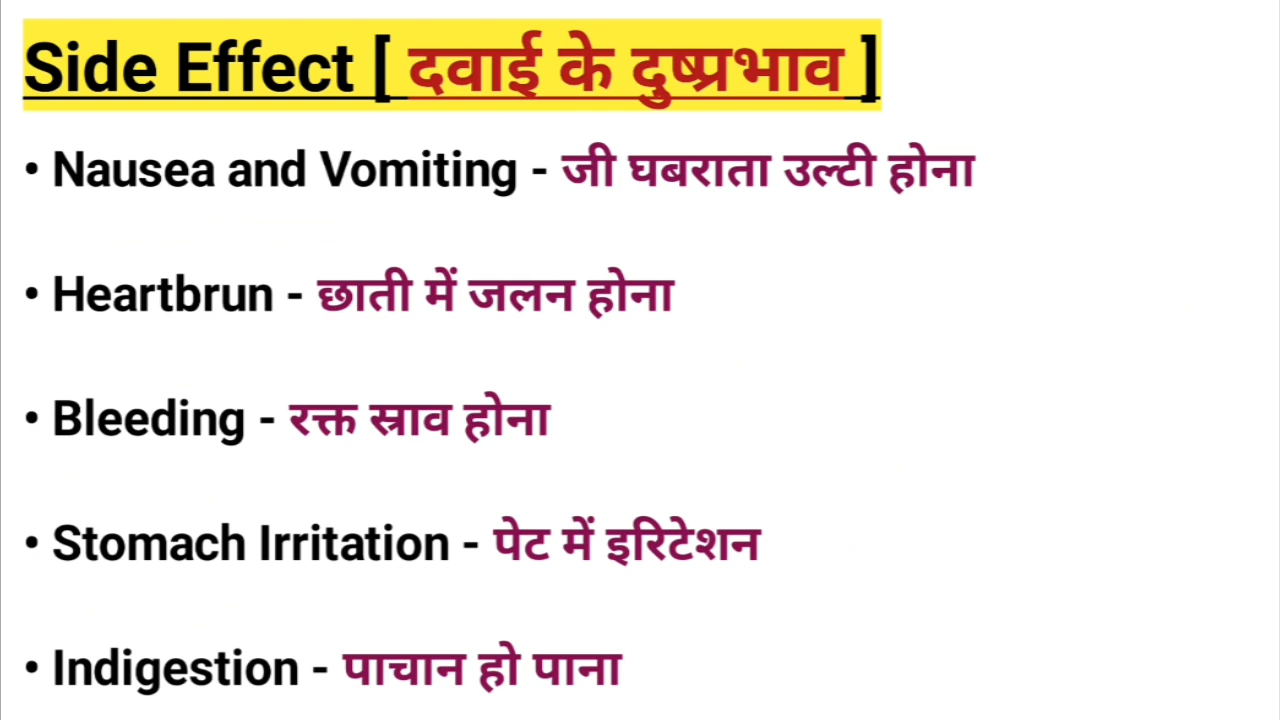 Side Effect [ दवाई के दुष्प्रभाव ]
• Nausea and Vomiting - जी घबराता उल्टी होना
• Heartbrun - छाती में जलन होना
• Bleeding - रक्त स्राव होना
• Stomach Irritation - पेट में इरिटेशन
• Indigestion - पाचान हो पाना